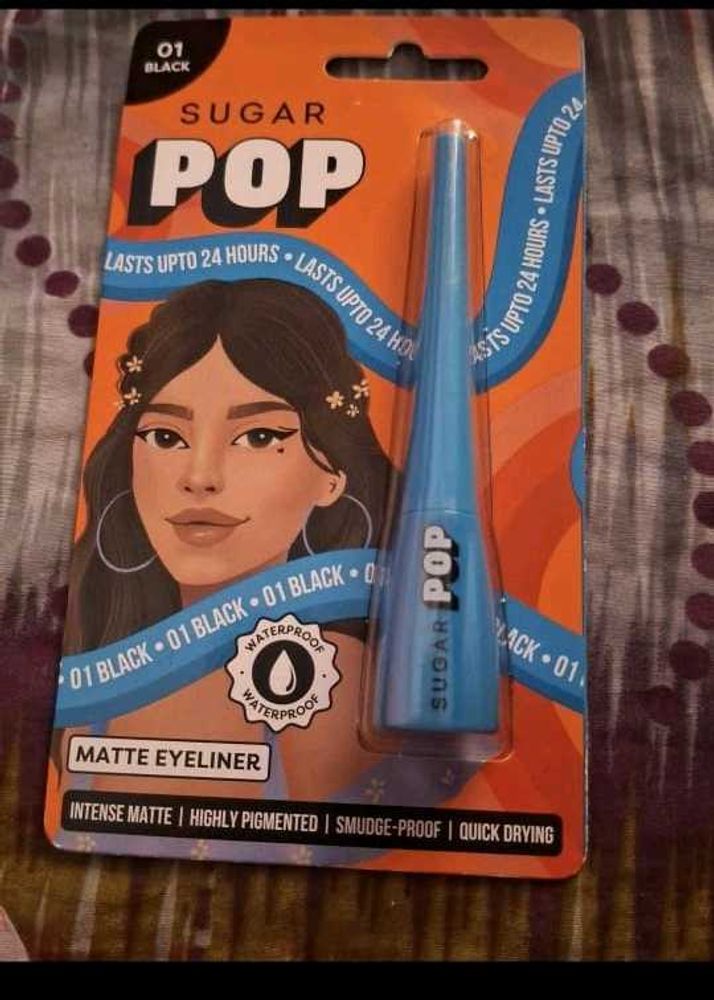 01
BLACK
SUGAR
POP
LASTS UPTO 24 HOURS • LASTS UPTO 24 HOU
LASTS UPTO 24 HOURS • LASTS UPTO 24
SUGAR POP
• 01 BLACK • 01 BLACK • 01 BLACK • 0
BLACK • 01
WATERPROOF
WATERPROOF
MATTE EYELINER
INTENSE MATTE | HIGHLY PIGMENTED | SMUDGE-PROOF | QUICK DRYING